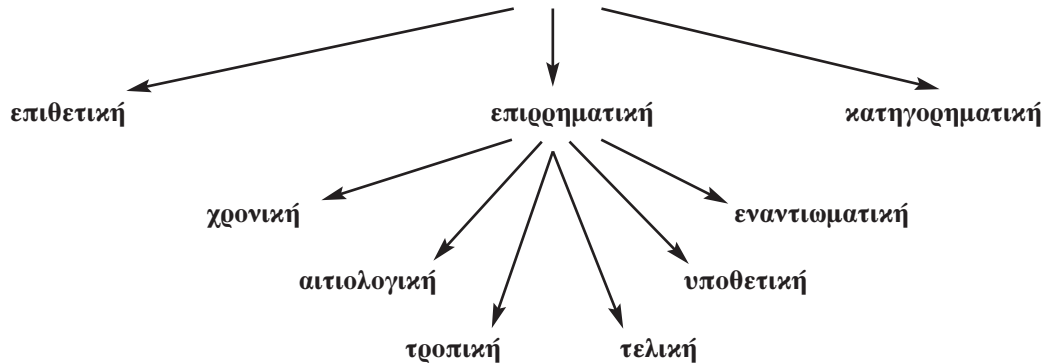 επιθετική επιρρηματική κατηγορηματική
χρονική εναντιωματική
αιτιολογική υποθετική
τροπική τελική